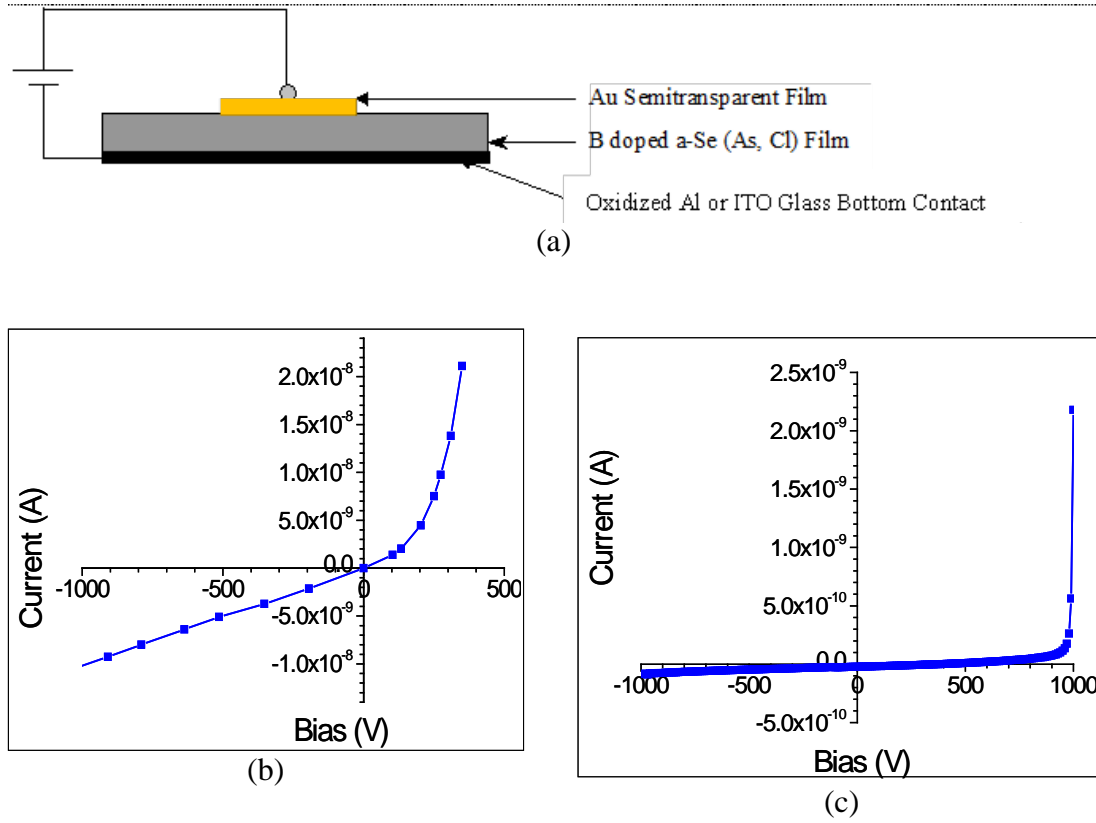 Au Semitransparent Film
B doped a-Se (As, Cl) Film
Oxidized Al or ITO Glass Bottom Contact
(a)
2.0x10⁻⁸
1.5x10⁻⁸
1.0x10⁻⁸
5.0x10⁻⁹
0.0
-1000 -500 0 500
-5.0x10⁻⁹
-1.0x10⁻⁸
Current (A)
Bias (V)
(b)
2.5x10⁻⁹
2.0x10⁻⁹
1.5x10⁻⁹
1.0x10⁻⁹
5.0x10⁻¹⁰
0.0
-1000 -500 0 500 1000
-5.0x10⁻¹⁰
Current (A)
Bias (V)
(c)